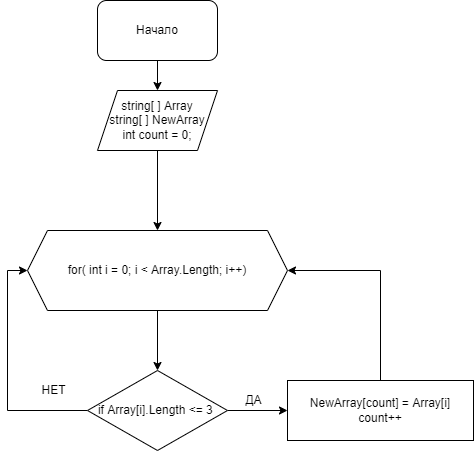 Начало
string[ ] Array
string[ ] NewArray
int count = 0;
for( int i = 0; i < Array.Length; i++)
НЕТ
if Array[i].Length <= 3
ДА
NewArray[count] = Array[i]
count++